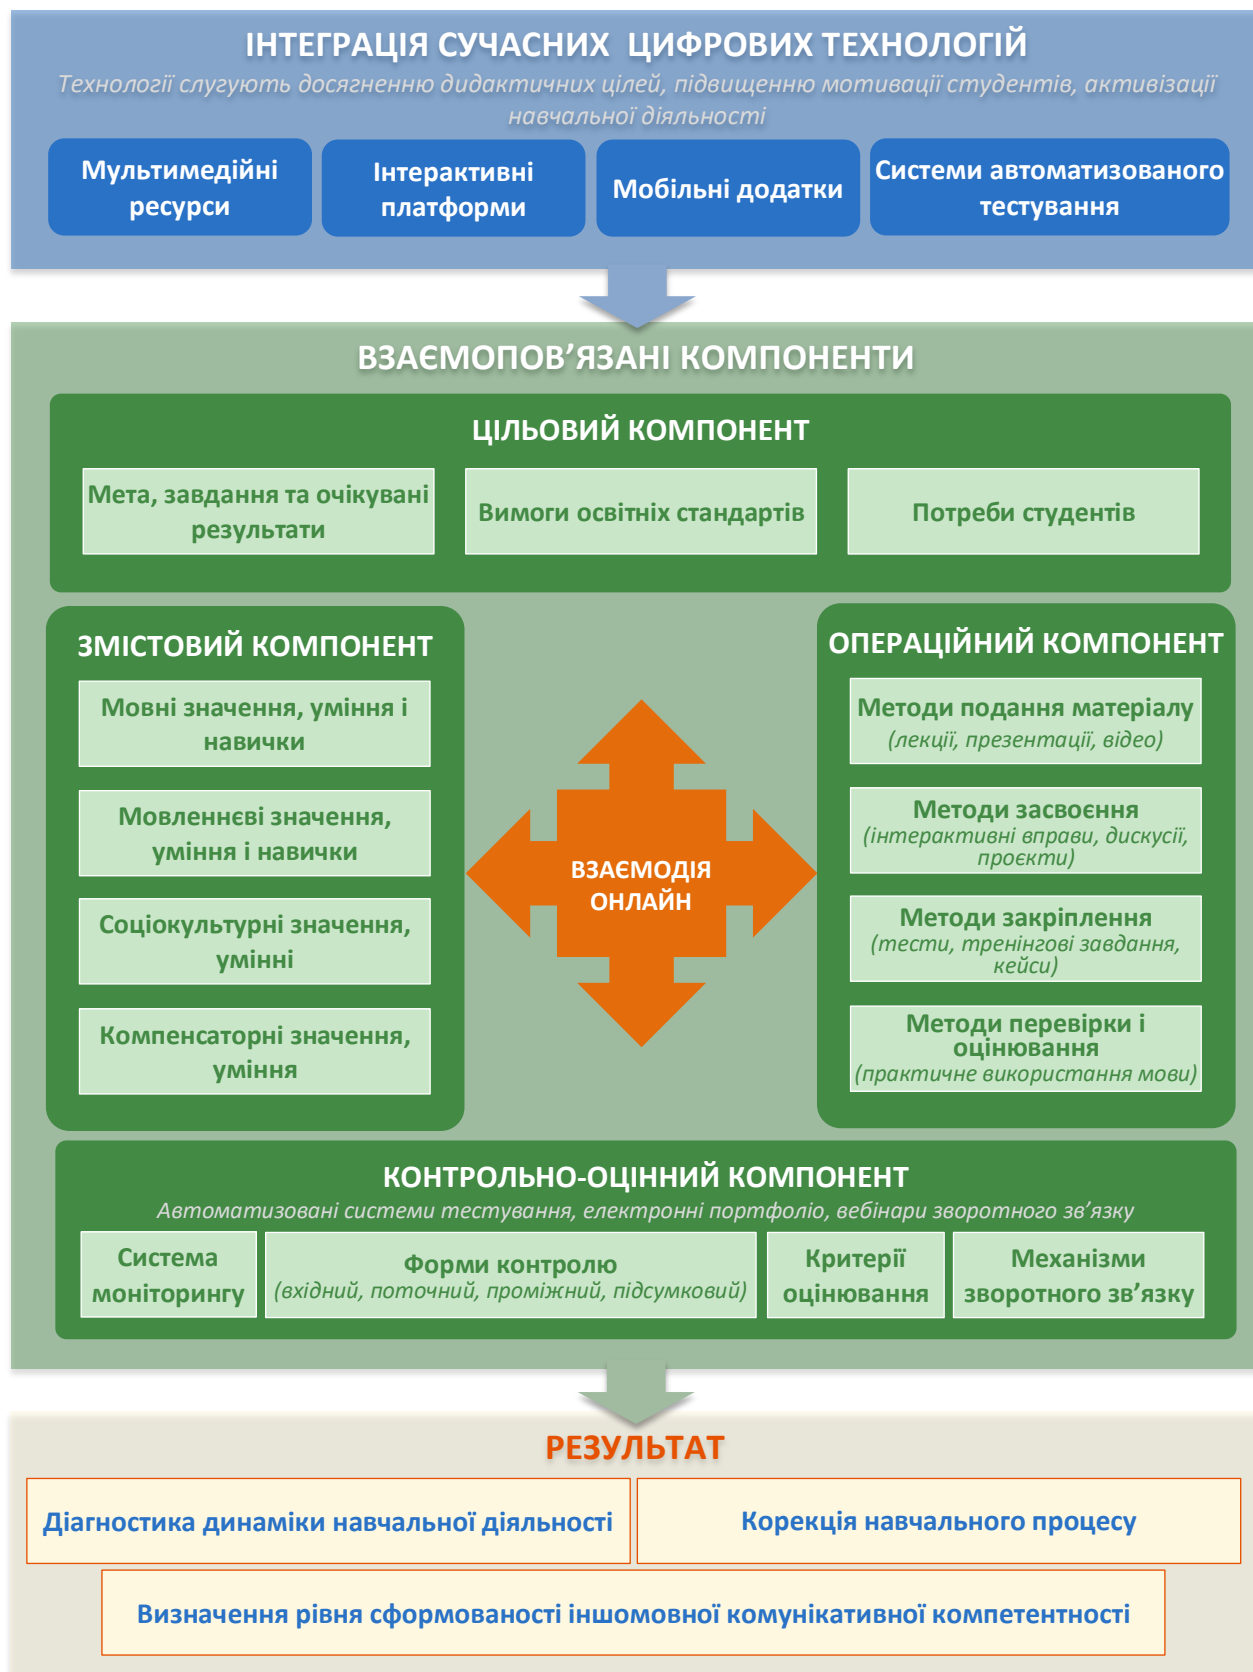 ІНТЕГРАЦІЯ СУЧАСНИХ ЦИФРОВИХ ТЕХНОЛОГІЙ
Технології слугують досягненню дидактичних цілей, підвищенню мотивації студентів, активізації
навчальної діяльності
Мультимедійні
ресурси
Інтерактивні
платформи
Мобільні додатки
Системи автоматизованого
тестування
ВЗАЄМОПОВ’ЯЗАНІ КОМПОНЕНТИ
ЦІЛЬОВИЙ КОМПОНЕНТ
Мета, завдання та очікувані
результати
Вимоги освітніх стандартів
Потреби студентів
ЗМІСТОВИЙ КОМПОНЕНТ
Мовні значення, уміння і
навички
Мовленнєві значення,
уміння і навички
Соціокультурні значення,
умінні
Компенсаторні значення,
уміння
ВЗАЄМОДІЯ
ОНЛАЙН
ОПЕРАЦІЙНИЙ КОМПОНЕНТ
Методи подання матеріалу
(лекції, презентації, відео)
Методи засвоєння
(інтерактивні вправи, дискусії,
проєкти)
Методи закріплення
(тести, тренінгові завдання,
кейси)
Методи перевірки і
оцінювання
(практичне використання мови)
КОНТРОЛЬНО-ОЦІННИЙ КОМПОНЕНТ
Автоматизовані системи тестування, електронні портфоліо, вебінари зворотного зв’язку
Система
моніторингу
Форми контролю
(вхідний, поточний, проміжний, підсумковий)
Критерії
оцінювання
Механізми
зворотного зв’язку
РЕЗУЛЬТАТ
Діагностика динаміки навчальної діяльності
Корекція навчального процесу
Визначення рівня сформованості іншомовної комунікативної компетентності